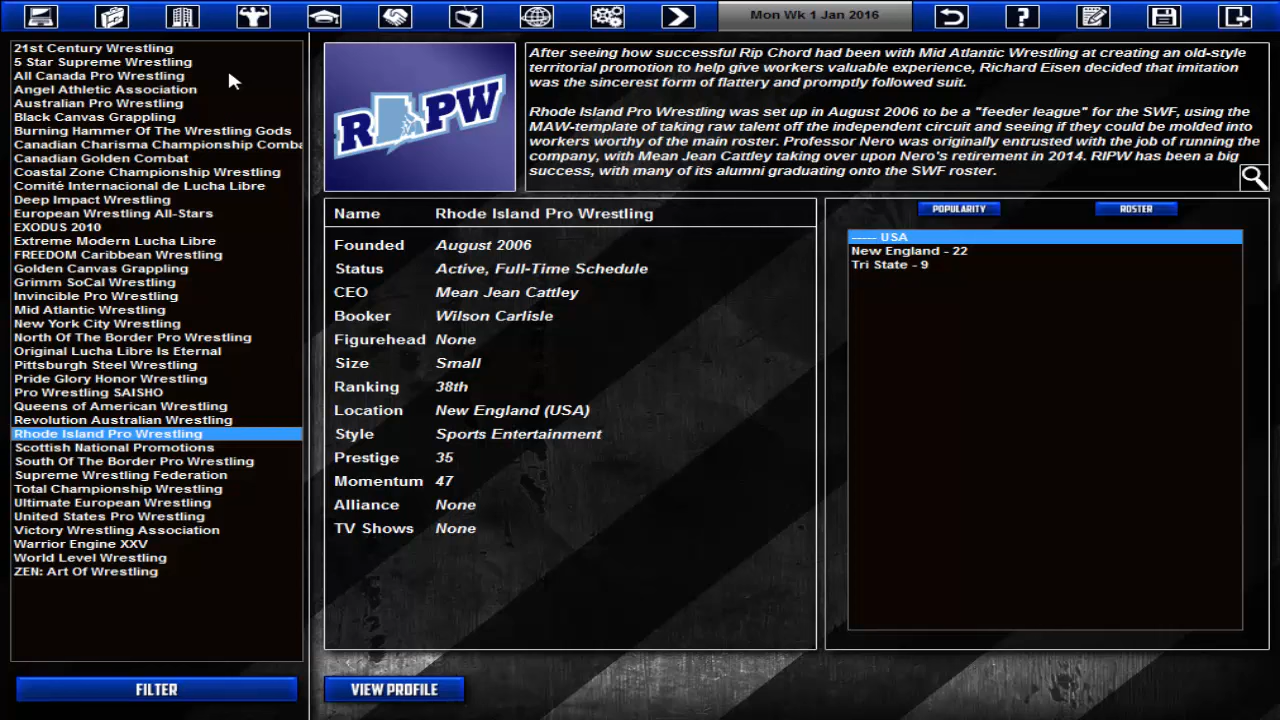 Mon Wk 1 Jan 2016
21st Century Wrestling
5 Star Supreme Wrestling
All Canada Pro Wrestling
Angel Athletic Association
Australian Pro Wrestling
Black Canvas Grappling
Burning Hammer Of The Wrestling Gods
Canadian Charisma Championship Comba
Canadian Golden Combat
Coastal Zone Championship Wrestling
Comité Internacional de Lucha Libre
Deep Impact Wrestling
European Wrestling All-Stars
EXODUS 2010
Extreme Modern Lucha Libre
FREEDOM Caribbean Wrestling
Golden Canvas Grappling
Grimm SoCal Wrestling
Invincible Pro Wrestling
Mid Atlantic Wrestling
New York City Wrestling
North Of The Border Pro Wrestling
Original Lucha Libre Is Eternal
Pittsburgh Steel Wrestling
Pride Glory Honor Wrestling
Pro Wrestling SAISHO
Queens of American Wrestling
Revolution Australian Wrestling
Rhode Island Pro Wrestling
Scottish National Promotions
South Of The Border Pro Wrestling
Supreme Wrestling Federation
Total Championship Wrestling
Ultimate European Wrestling
United States Pro Wrestling
Victory Wrestling Association
Warrior Engine XXV
World Level Wrestling
ZEN: Art Of Wrestling
FILTER
RIPW
After seeing how successful Rip Chord had been with Mid Atlantic Wrestling at creating an old-style
territorial promotion to help give workers valuable experience, Richard Eisen decided that imitation
was the sincerest form of flattery and promptly followed suit.
Rhode Island Pro Wrestling was set up in August 2006 to be a "feeder league" for the SWF, using the
MAW-template of taking raw talent off the independent circuit and seeing if they could be molded into
workers worthy of the main roster. Professor Nero was originally entrusted with the job of running the
company, with Mean Jean Cattley taking over upon Nero's retirement in 2014. RIPW has been a big
success, with many of its alumni graduating onto the SWF roster.
Name Rhode Island Pro Wrestling
Founded August 2006
Status Active, Full-Time Schedule
CEO Mean Jean Cattley
Booker Wilson Carlisle
Figurehead None
Size Small
Ranking 38th
Location New England (USA)
Style Sports Entertainment
Prestige 35
Momentum 47
Alliance None
TV Shows None
VIEW PROFILE
POPULARITY ROSTER
------ USA
New England - 22
Tri State - 9